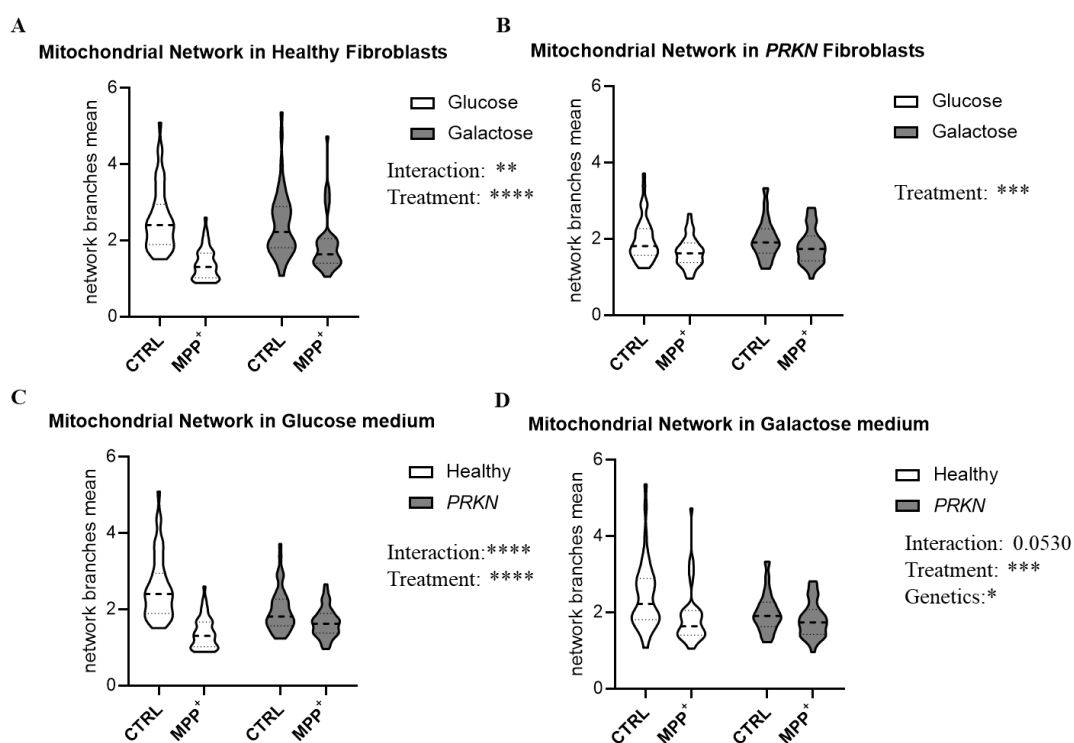 A
Mitochondrial Network in Healthy Fibroblasts
network branches mean
6
4
2
0
CTRL
MPP⁺
CTRL
MPP⁺
Glucose
Galactose
Interaction: **
Treatment: ****
B
Mitochondrial Network in PRKN Fibroblasts
network branches mean
6
4
2
0
CTRL
MPP⁺
CTRL
MPP⁺
Glucose
Galactose
Treatment: ***
C
Mitochondrial Network in Glucose medium
network branches mean
6
4
2
0
CTRL
MPP⁺
CTRL
MPP⁺
Healthy
PRKN
Interaction:****
Treatment: ****
D
Mitochondrial Network in Galactose medium
network branches mean
6
4
2
0
CTRL
MPP⁺
CTRL
MPP⁺
Healthy
PRKN
Interaction: 0.0530
Treatment: ***
Genetics:*